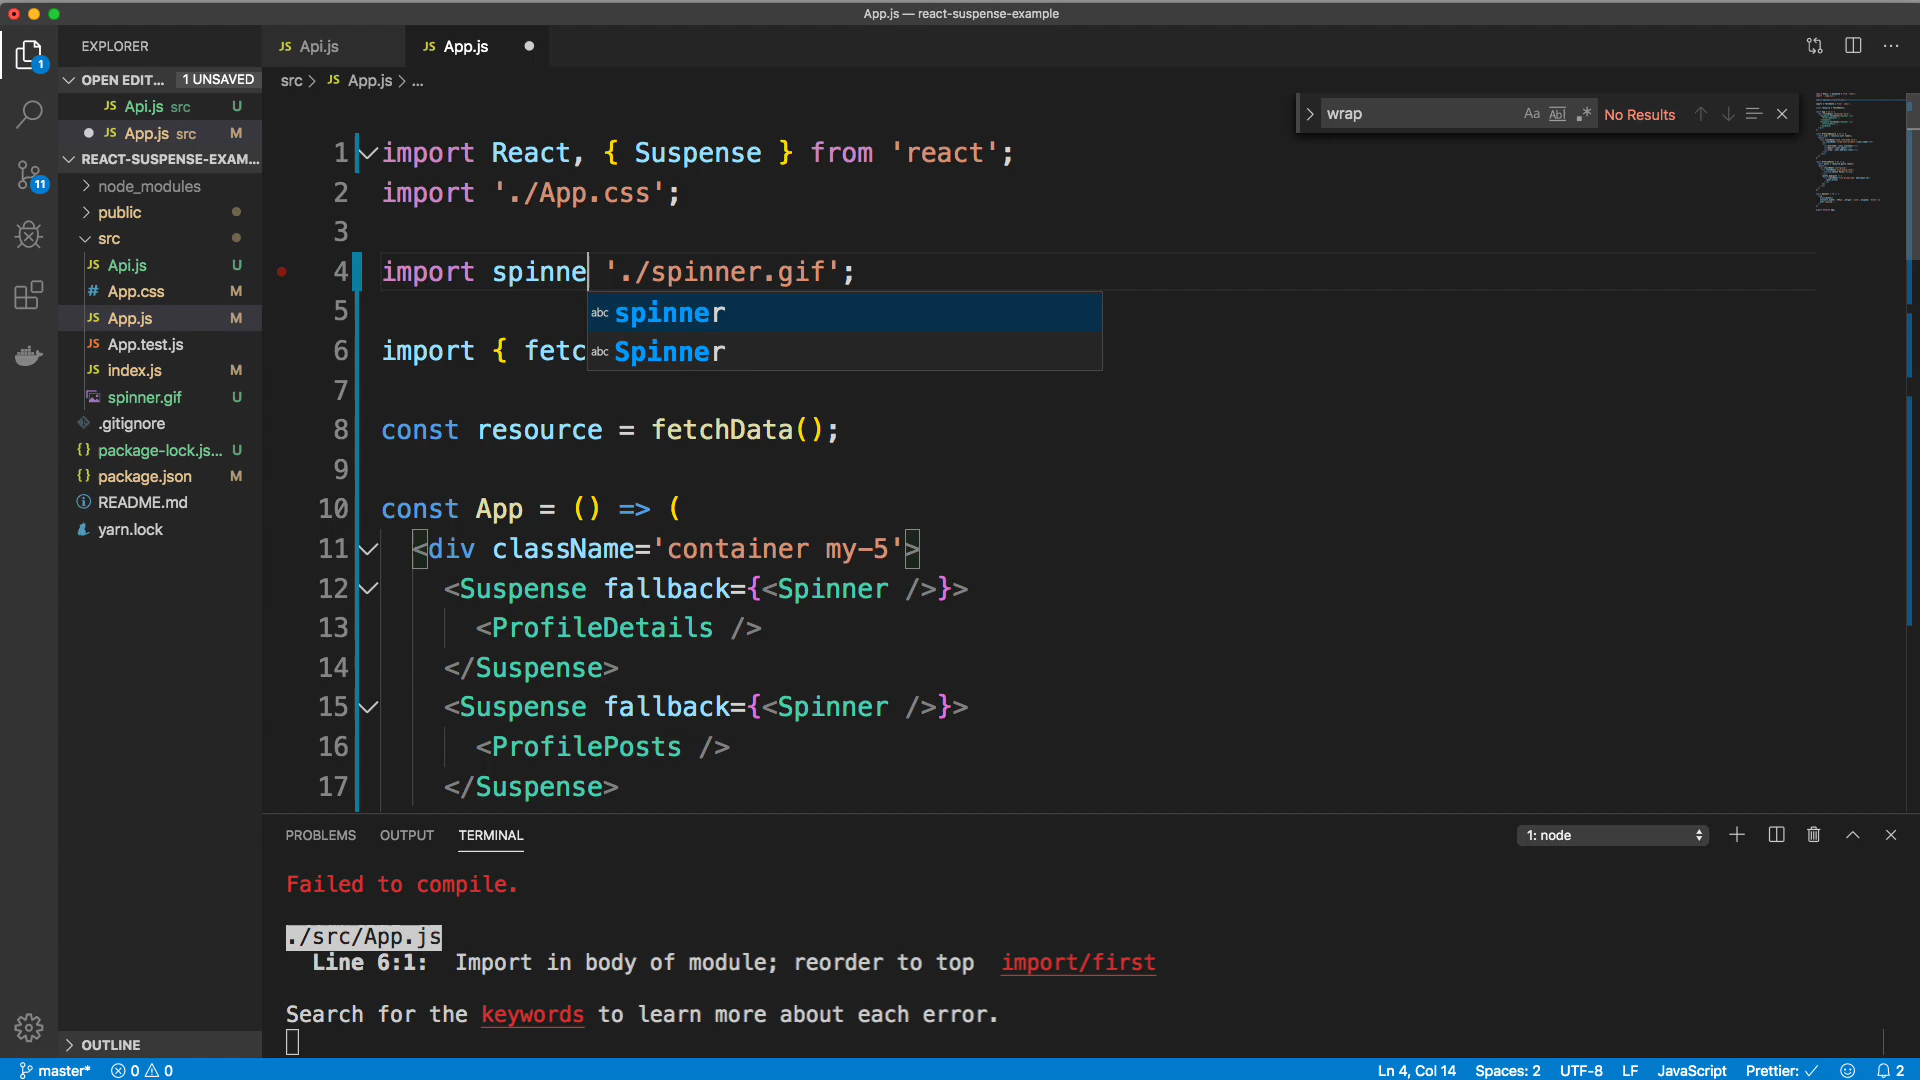 App.js — react-suspense-example
EXPLORER
OPEN EDIT... 1 UNSAVED
JS Api.js src U
JS App.js src M
REACT-SUSPENSE-EXAM...
node_modules
public
src
JS Api.js U
# App.css M
JS App.js M
JS App.test.js
JS index.js M
spinner.gif U
.gitignore
{} package-lock.js... U
{} package.json M
README.md
yarn.lock
OUTLINE
1
11
JS Api.js
JS App.js
src > JS App.js > ...
wrap Aa Abl .* No Results
1 import React, { Suspense } from 'react';
2 import './App.css';
3
4 import spinne './spinner.gif';
5
abc spinner
6 import { fetc
abc Spinner
7
8 const resource = fetchData();
9
10 const App = () => (
11 <div className='container my-5'>
12 <Suspense fallback={<Spinner />}>
13 <ProfileDetails />
14 </Suspense>
15 <Suspense fallback={<Spinner />}>
16 <ProfilePosts />
17 </Suspense>
PROBLEMS OUTPUT TERMINAL
1: node
Failed to compile.
./src/App.js
Line 6:1: Import in body of module; reorder to top import/first
Search for the keywords to learn more about each error.
master* 0 0
Ln 4, Col 14 Spaces: 2 UTF-8 LF JavaScript Prettier: ✓ 2